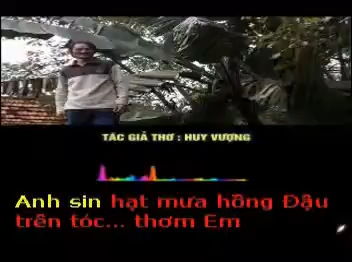 TÁC GIẢ THƠ : HUY VƯỢNG
Anh sin hạt mưa hồng Đậu
trên tóc... thơm Em